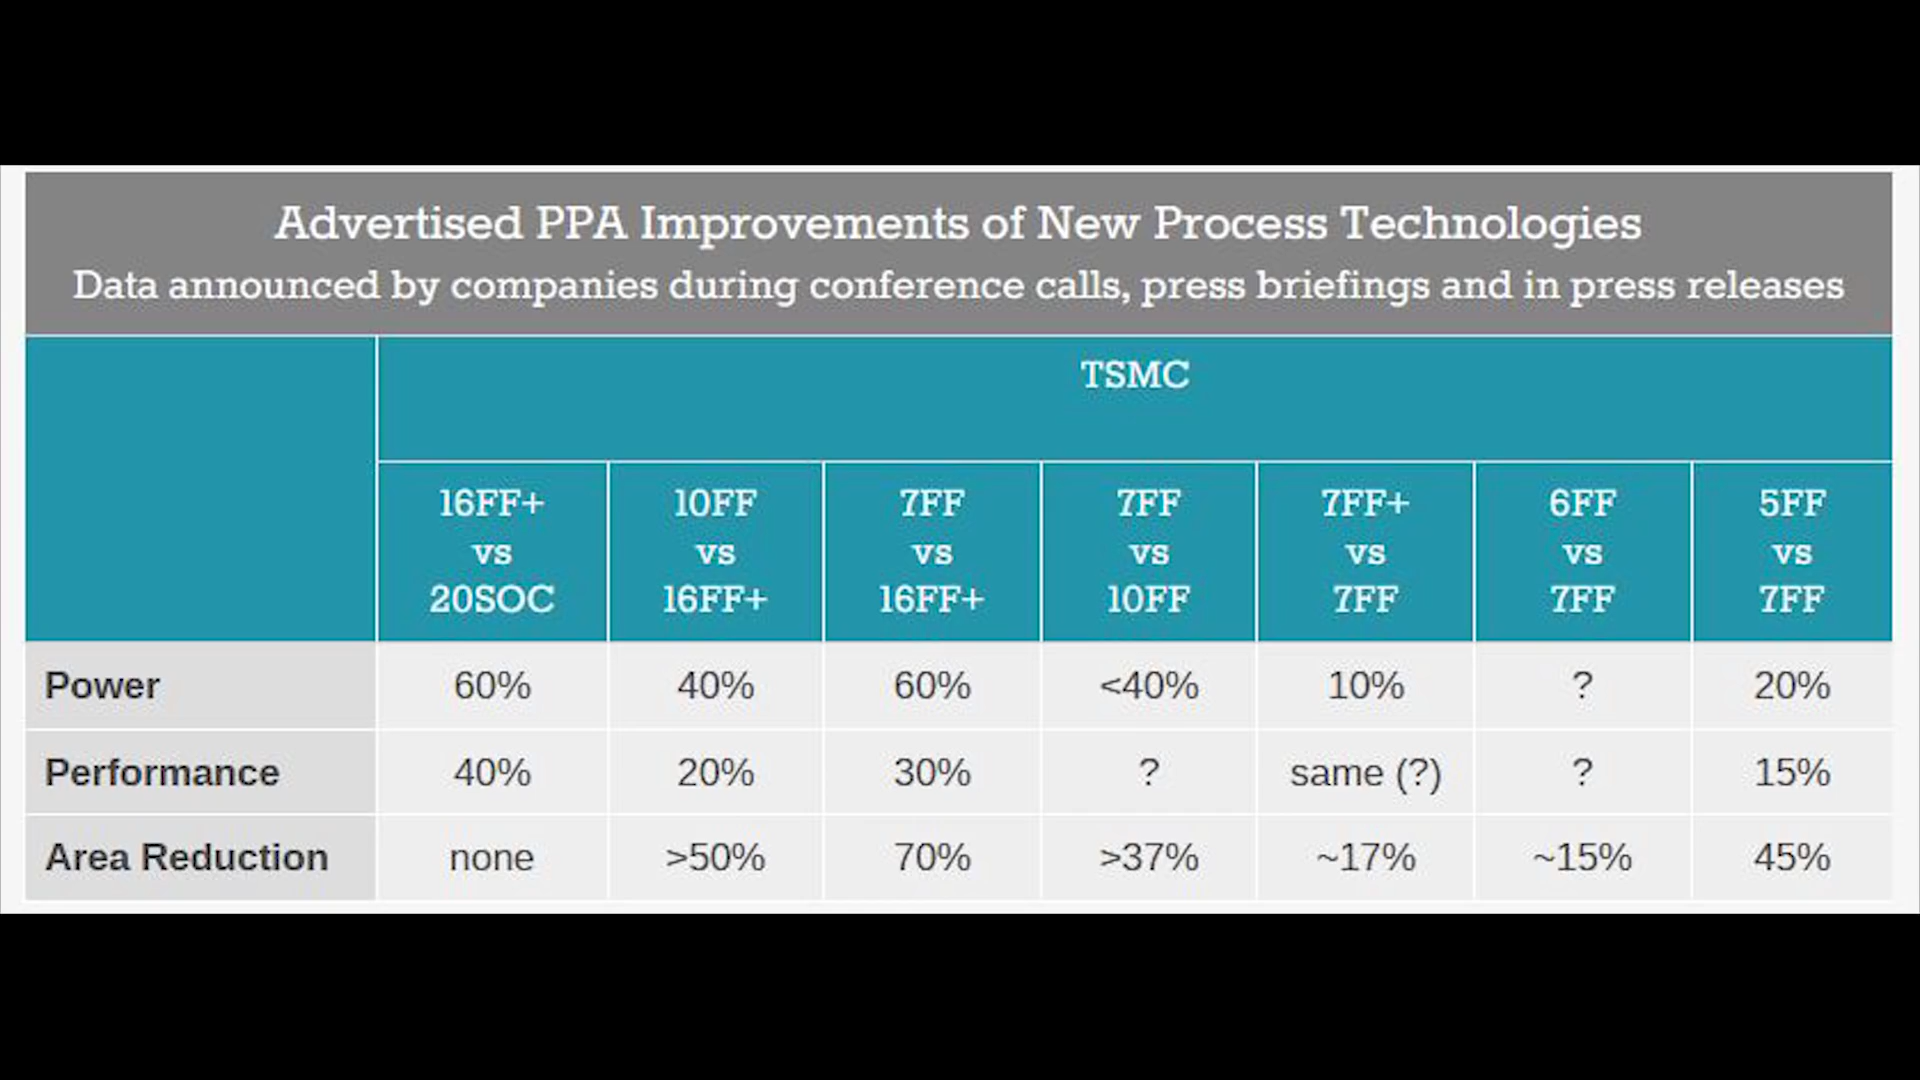 Advertised PPA Improvements of New Process Technologies
Data announced by companies during conference calls, press briefings and in press releases
TSMC
16FF+ vs 20SOC
10FF vs 16FF+
7FF vs 16FF+
7FF vs 10FF
7FF+ vs 7FF
6FF vs 7FF
5FF vs 7FF
Power 60% 40% 60% <40% 10% ? 20%
Performance 40% 20% 30% ? same (?) ? 15%
Area Reduction none >50% 70% >37% ~17% ~15% 45%